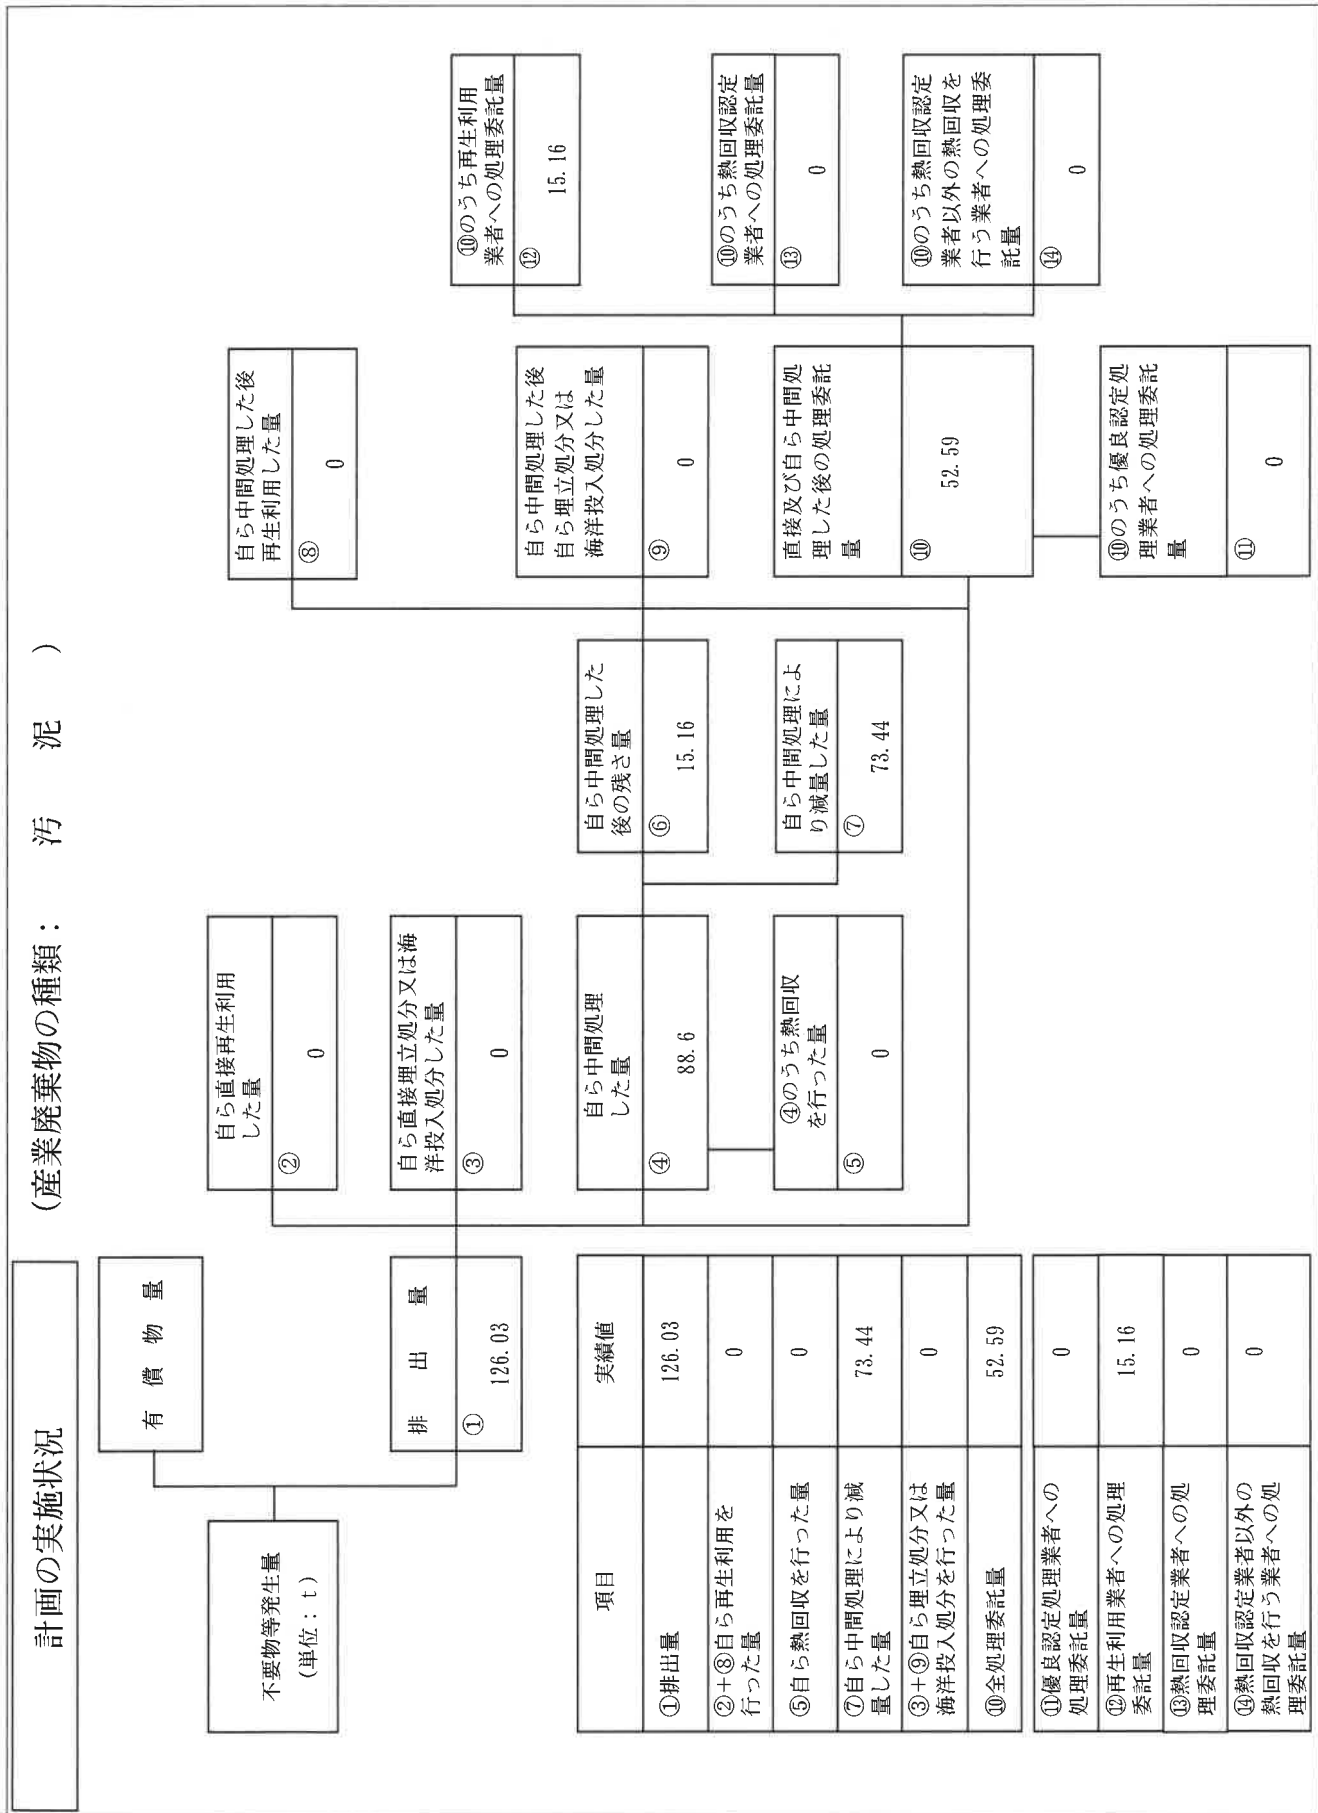 計画の実施状況
(産業廃棄物の種類： 汚 泥 )
不要物等発生量
(単位：t)
有 償 物 量
排 出 量
①
126.03
自ら直接再生利用
した量
②
0
自ら直接埋立処分又は海
洋投入処分した量
③
0
自ら中間処理
した量
④
88.6
④のうち熱回収
を行った量
⑤
0
自ら中間処理した
後の残さ量
⑥
15.16
自ら中間処理によ
り減量した量
⑦
73.44
自ら中間処理した後
再生利用した量
⑧
0
自ら中間処理した後
自ら埋立処分又は
海洋投入処分した量
⑨
0
直接及び自ら中間処
理した後の処理委託
量
⑩
52.59
⑩のうち優良認定処
理業者への処理委託
量
⑪
0
⑩のうち再生利用
業者への処理委託量
⑫
15.16
⑩のうち熱回収認定
業者への処理委託量
⑬
0
⑩のうち熱回収認定
業者以外の熱回収を
行う業者への処理委
託量
⑭
0
項目 実績値
①排出量 126.03
②+⑧自ら再生利用を
行った量 0
⑤自ら熱回収を行った量 0
⑦自ら中間処理により減
量した量 73.44
③+⑨自ら埋立処分又は
海洋投入処分を行った量 0
⑩全処理委託量 52.59
⑪優良認定処理業者への
処理委託量 0
⑫再生利用業者への処理
委託量 15.16
⑬熱回収認定業者への処
理委託量 0
⑭熱回収認定業者以外の
熱回収を行う業者への処
理委託量 0